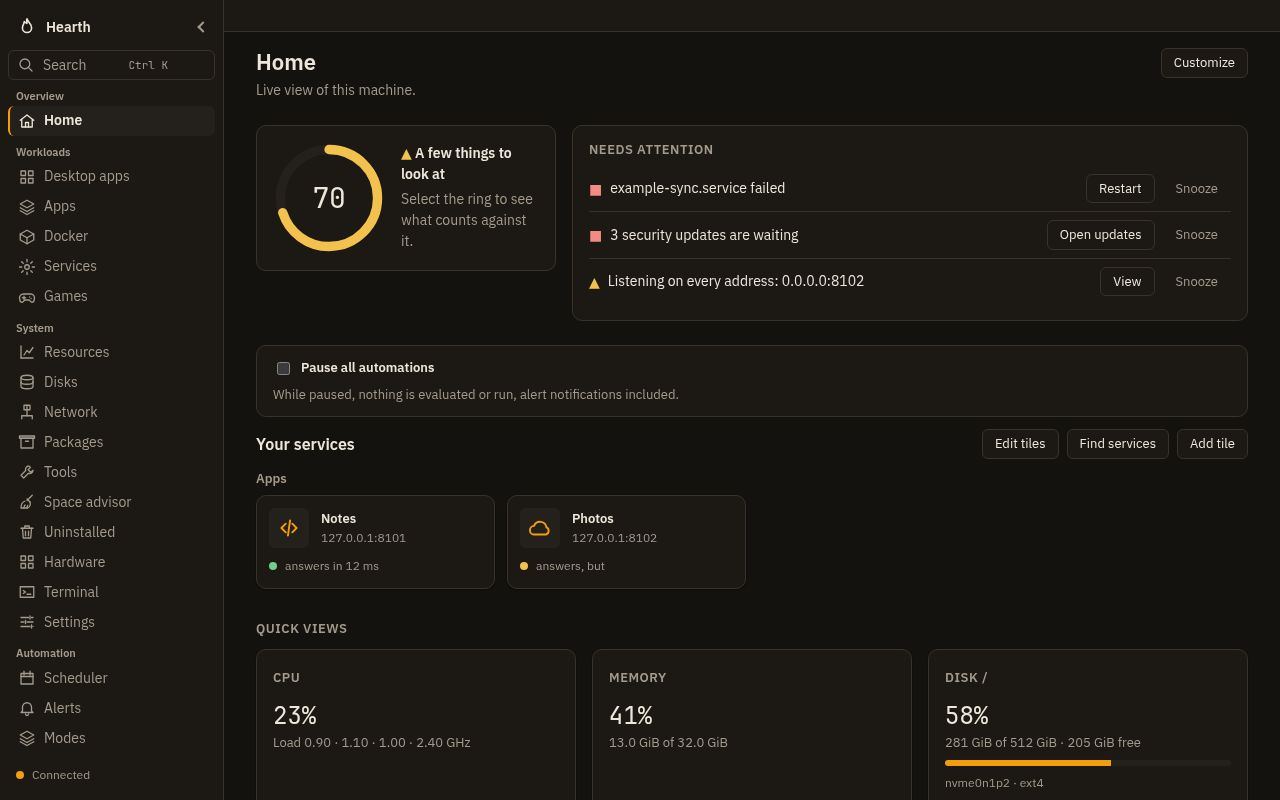 Hearth
Search Ctrl K
Overview
Home
Workloads
Desktop apps
Apps
Docker
Services
Games
System
Resources
Disks
Network
Packages
Tools
Space advisor
Uninstalled
Hardware
Terminal
Settings
Automation
Scheduler
Alerts
Modes
Connected
Home
Customize
Live view of this machine.
70
A few things to
look at
Select the ring to see
what counts against
it.
NEEDS ATTENTION
example-sync.service failed Restart Snooze
3 security updates are waiting Open updates Snooze
Listening on every address: 0.0.0.0:8102 View Snooze
Pause all automations
While paused, nothing is evaluated or run, alert notifications included.
Your services Edit tiles Find services Add tile
Apps
Notes
127.0.0.1:8101
answers in 12 ms
Photos
127.0.0.1:8102
answers, but
QUICK VIEWS
CPU
23%
Load 0.90 · 1.10 · 1.00 · 2.40 GHz
MEMORY
41%
13.0 GiB of 32.0 GiB
DISK /
58%
281 GiB of 512 GiB · 205 GiB free
nvme0n1p2 · ext4